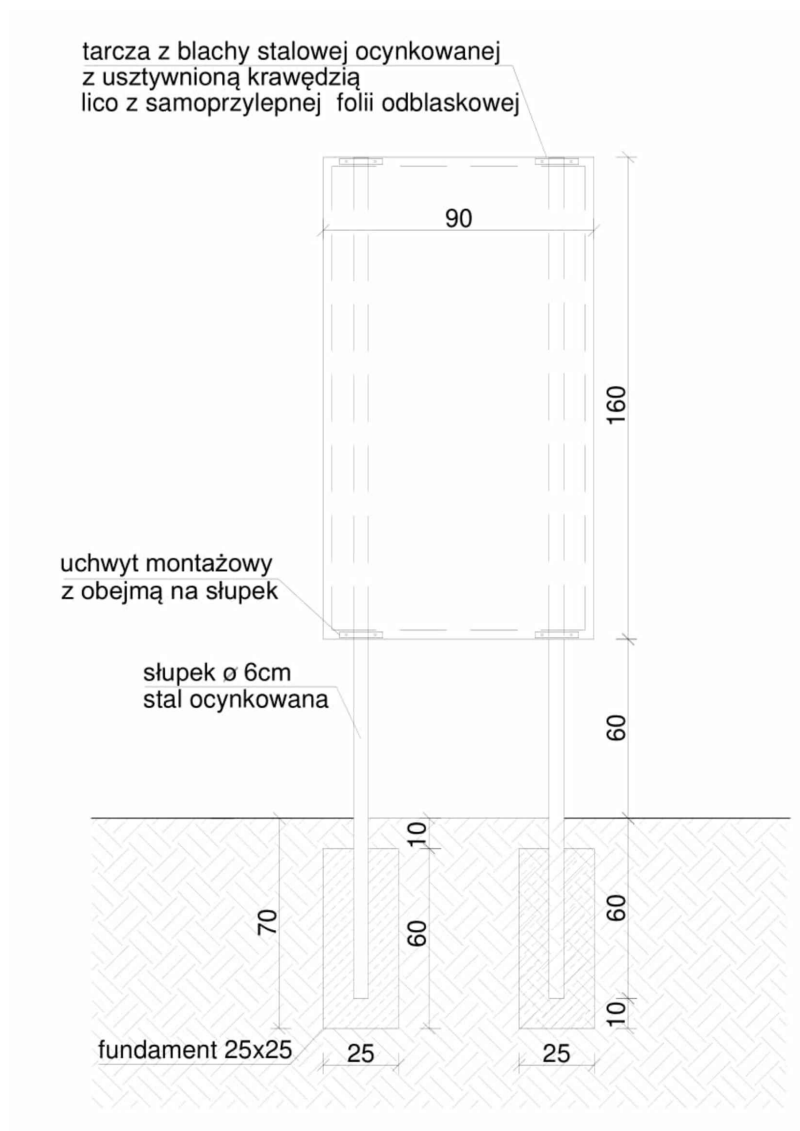 tarcza z blachy stalowej ocynkowanej
z usztywnioną krawędzią
lico z samoprzylepnej folii odblaskowej
90
160
uchwyt montażowy
z obejmą na słupek
słupek ø 6cm
stal ocynkowana
60
10
70
60
60
10
fundament 25x25
25
25